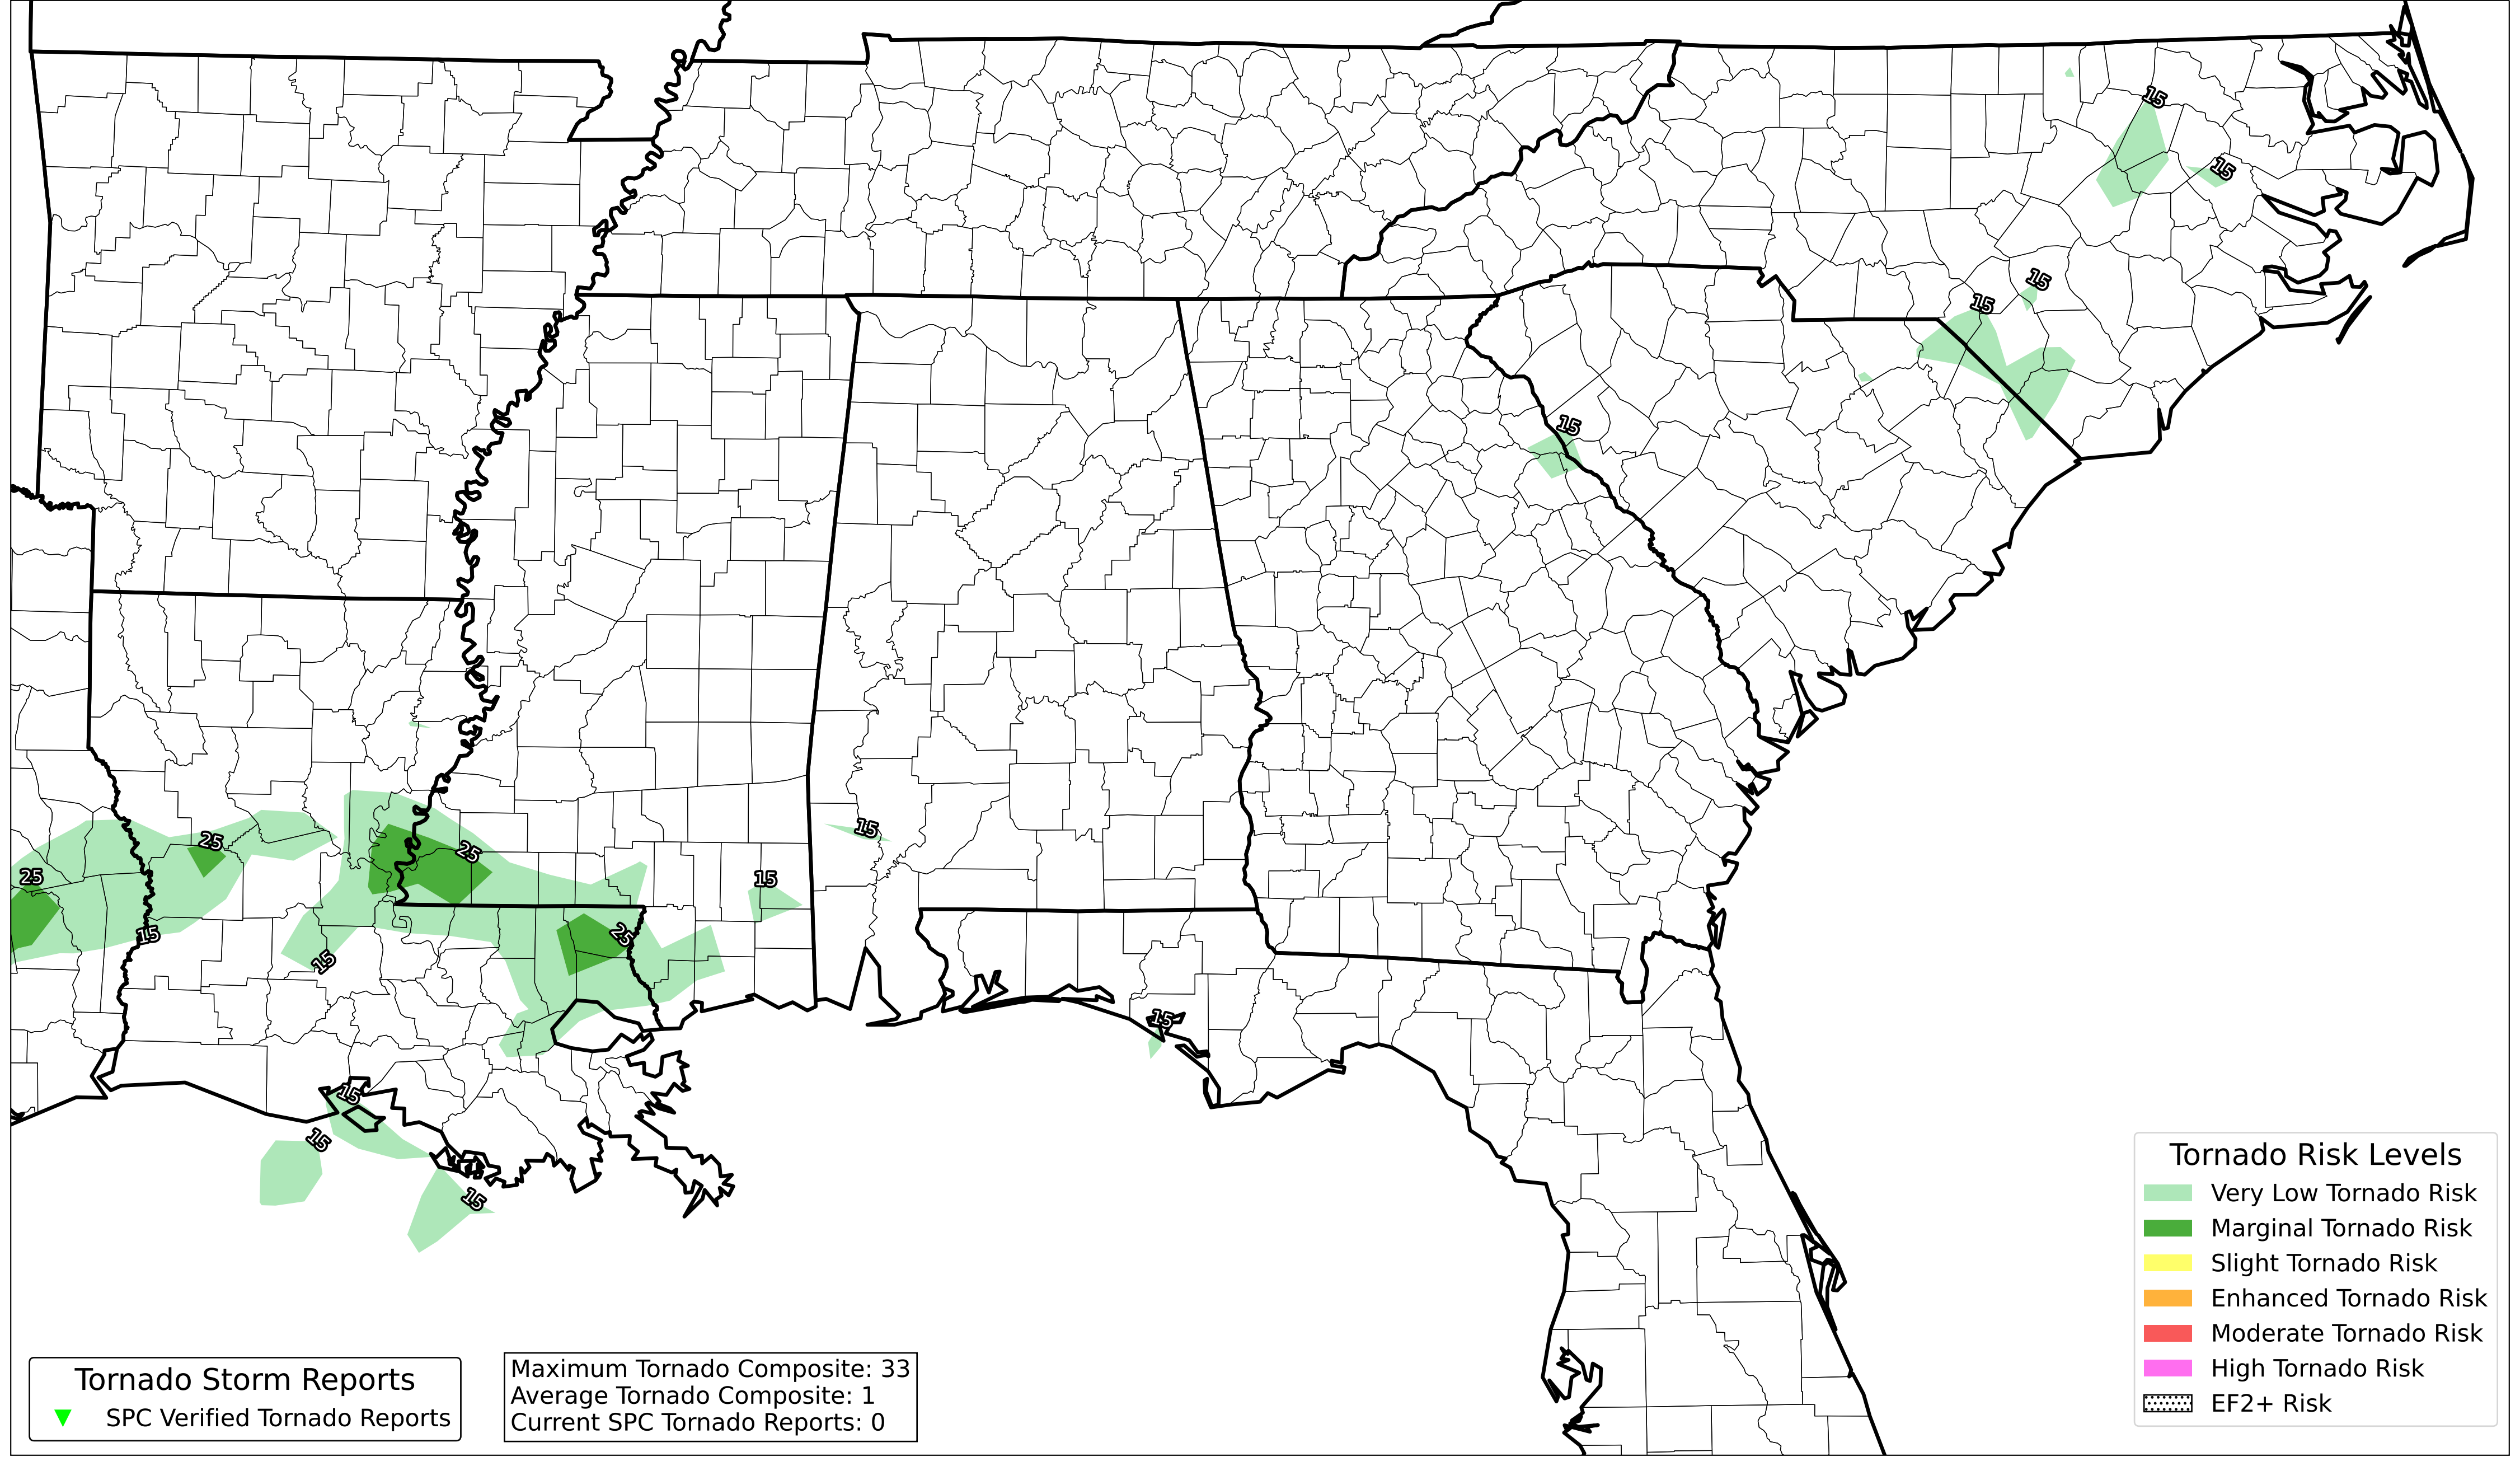 15
15
15
15
15
25
15
25
25
15
25
15
15
15
15
15
15
Tornado Risk Levels
Very Low Tornado Risk
Marginal Tornado Risk
Slight Tornado Risk
Enhanced Tornado Risk
Moderate Tornado Risk
High Tornado Risk
EF2+ Risk
Tornado Storm Reports
SPC Verified Tornado Reports
Maximum Tornado Composite: 33
Average Tornado Composite: 1
Current SPC Tornado Reports: 0